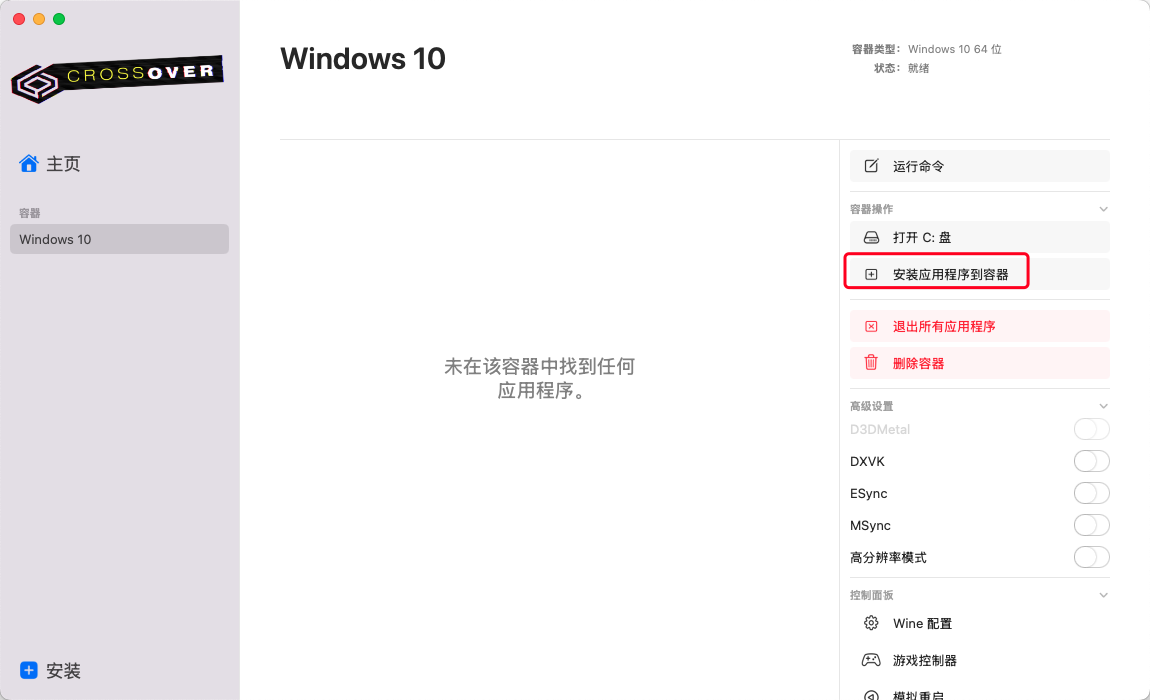 CROSSOVER
主页
容器
Windows 10
安装
Windows 10
容器类型: Windows 10 64 位
状态: 就绪
未在该容器中找到任何
应用程序。
运行命令
容器操作
打开 C: 盘
安装应用程序到容器
退出所有应用程序
删除容器
高级设置
D3DMetal
DXVK
ESync
MSync
高分辨率模式
控制面板
Wine 配置
游戏控制器
模拟重启